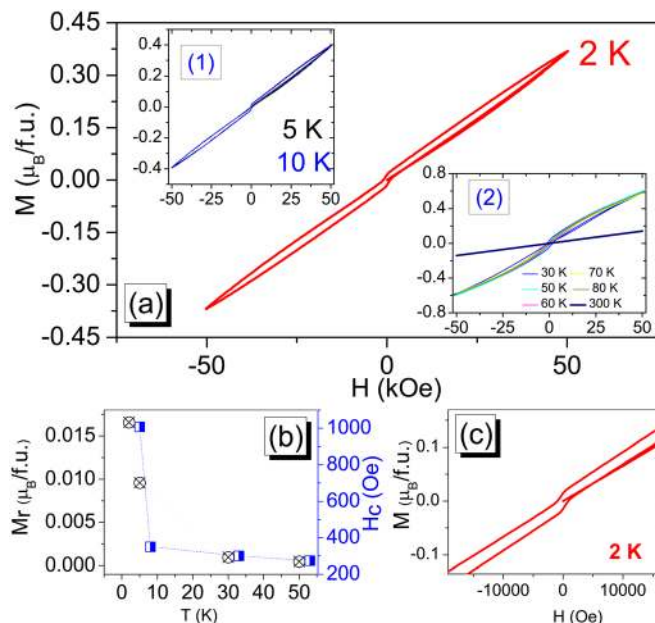 0.45
0.30
0.15
0.00
-0.15
-0.30
-0.45
M (μB/f.u.)
-50
0
50
H (kOe)
2 K
(a)
(1)
0.4
0.2
0.0
-0.2
-0.4
-50
-25
0
25
50
5 K
10 K
(2)
0.8
0.4
0.0
-0.4
-0.8
-50
-25
0
25
50
30 K
70 K
50 K
80 K
60 K
300 K
(b)
0.015
0.010
0.005
0.000
Mr(μB/f.u.)
0
10
20
30
40
50
T (K)
1000
800
600
400
200
Hc (Oe)
(c)
0.1
0.0
-0.1
M (μB/f.u.)
-10000
0
10000
H (Oe)
2 K